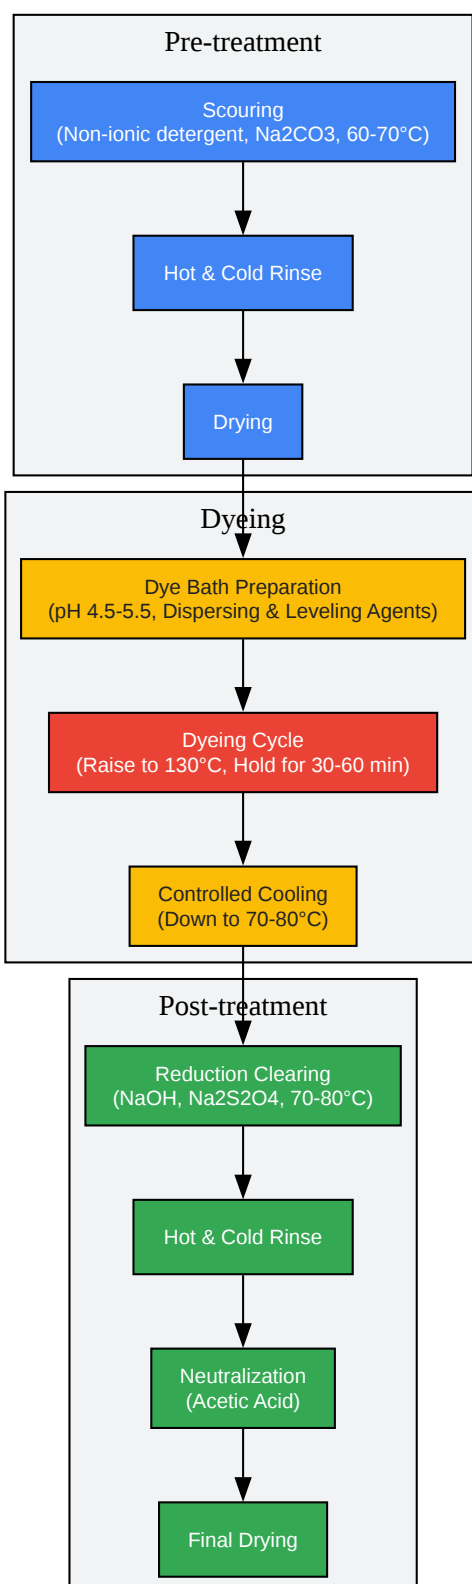 Pre-treatment
Scouring
(Non-ionic detergent, Na2CO3, 60-70°C)
Hot & Cold Rinse
Drying
Dyeing
Dye Bath Preparation
(pH 4.5-5.5, Dispersing & Leveling Agents)
Dyeing Cycle
(Raise to 130°C, Hold for 30-60 min)
Controlled Cooling
(Down to 70-80°C)
Post-treatment
Reduction Clearing
(NaOH, Na2S2O4, 70-80°C)
Hot & Cold Rinse
Neutralization
(Acetic Acid)
Final Drying